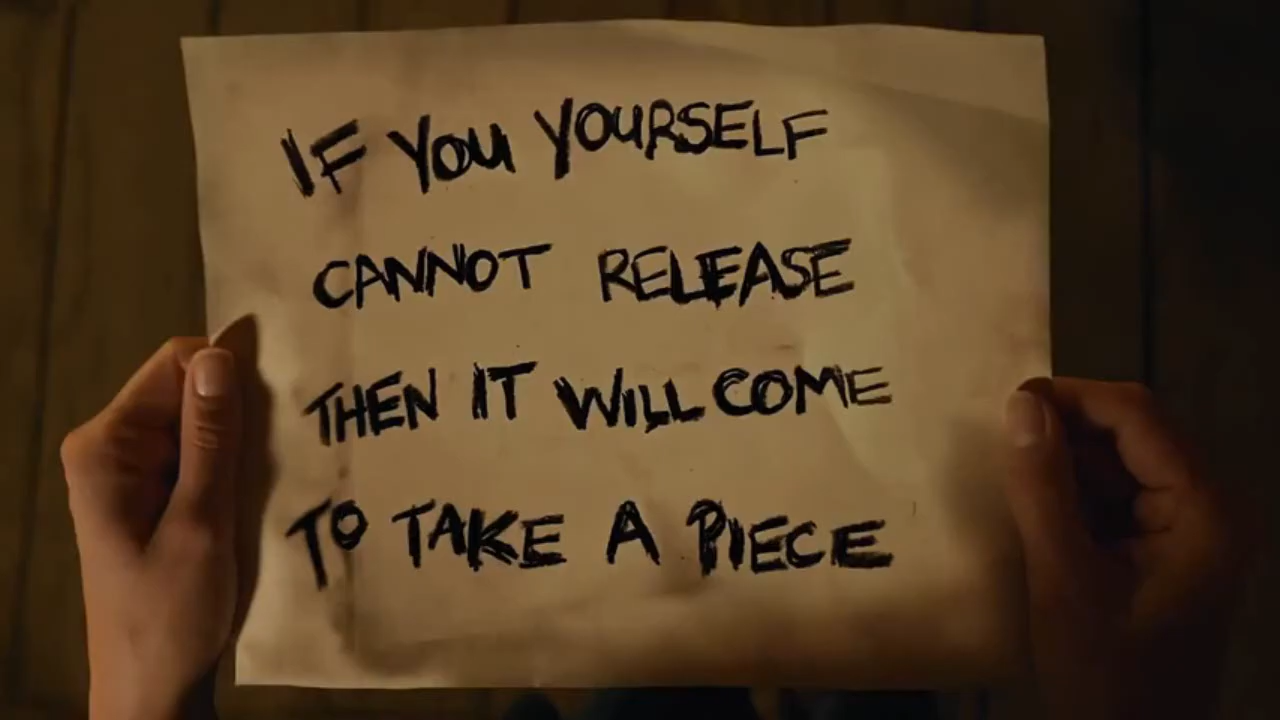 IF YOU YOURSELF
CANNOT RELEASE
THEN IT WILL COME
TO TAKE A PIECE